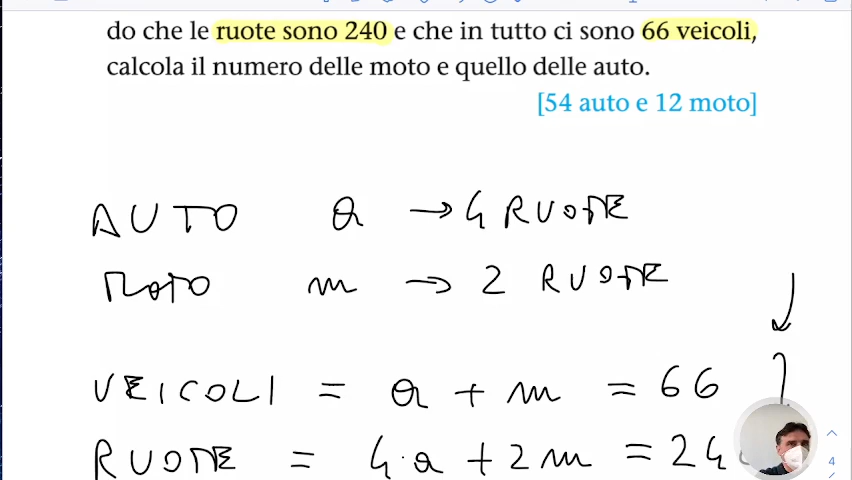 do che le ruote sono 240 e che in tutto ci sono 66 veicoli,
calcola il numero delle moto e quello delle auto.
[54 auto e 12 moto]
AUTO a → 4 RUOTE
MOTO m → 2 RUOTE
VEICOLI = a + m = 66
RUOTE = 4·a + 2m = 24
4